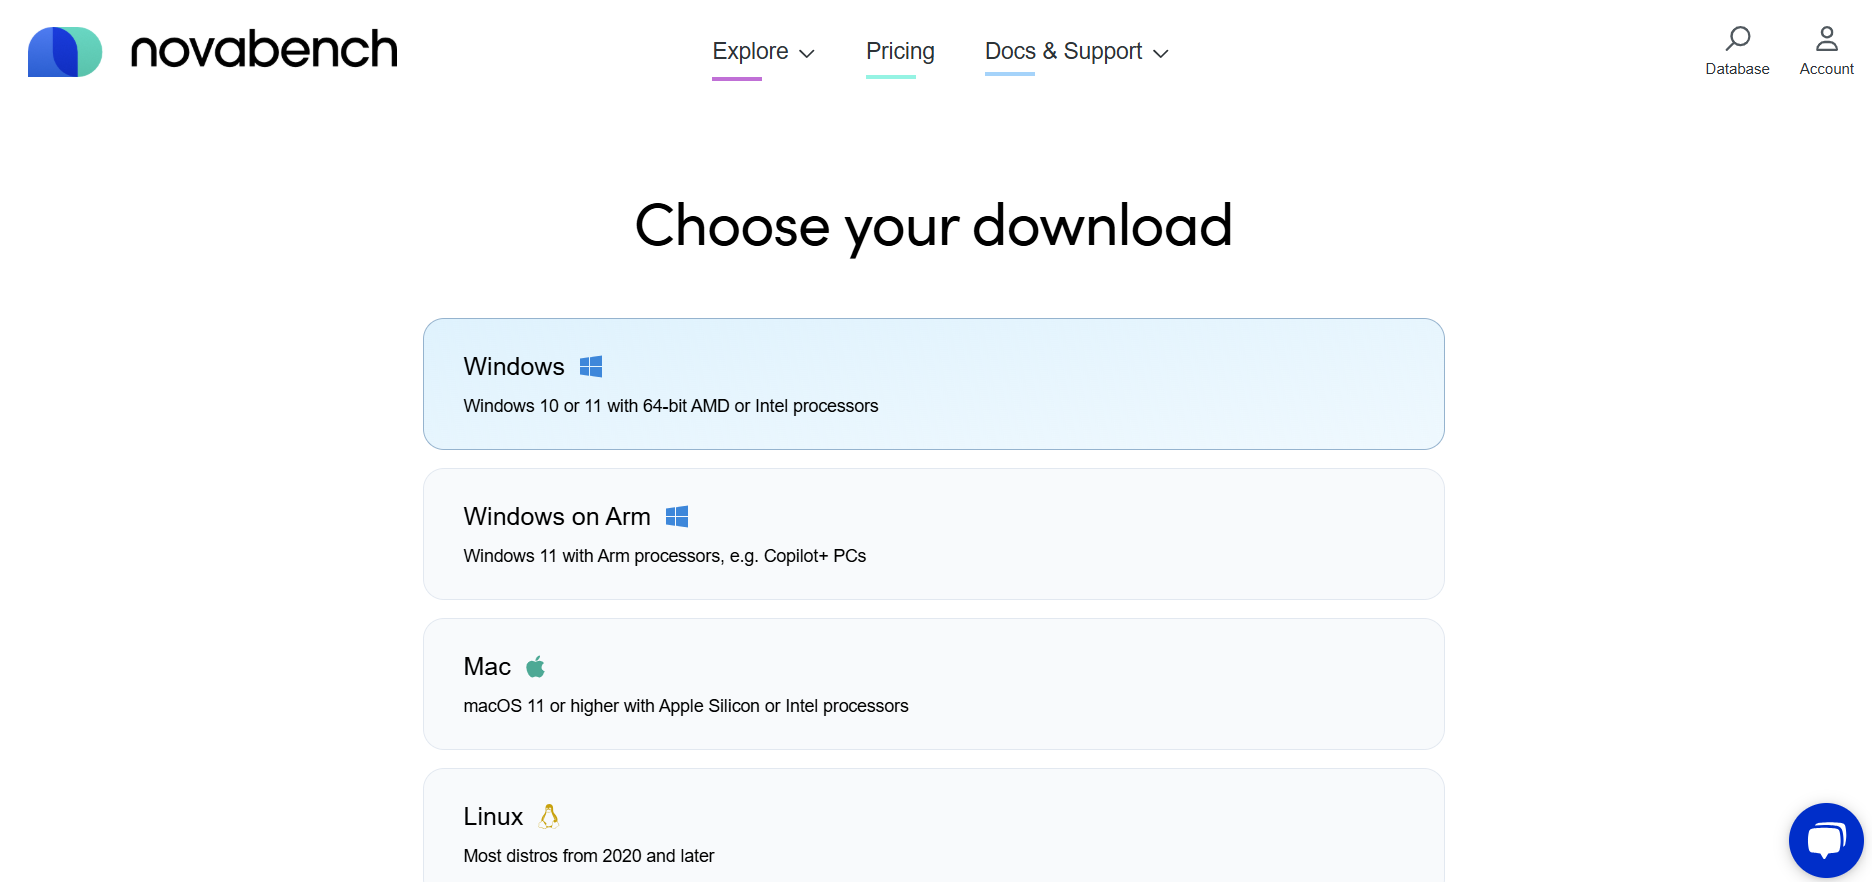 novabench
Explore
Pricing
Docs & Support
Database
Account
Choose your download
Windows
Windows 10 or 11 with 64-bit AMD or Intel processors
Windows on Arm
Windows 11 with Arm processors, e.g. Copilot+ PCs
Mac
macOS 11 or higher with Apple Silicon or Intel processors
Linux
Most distros from 2020 and later